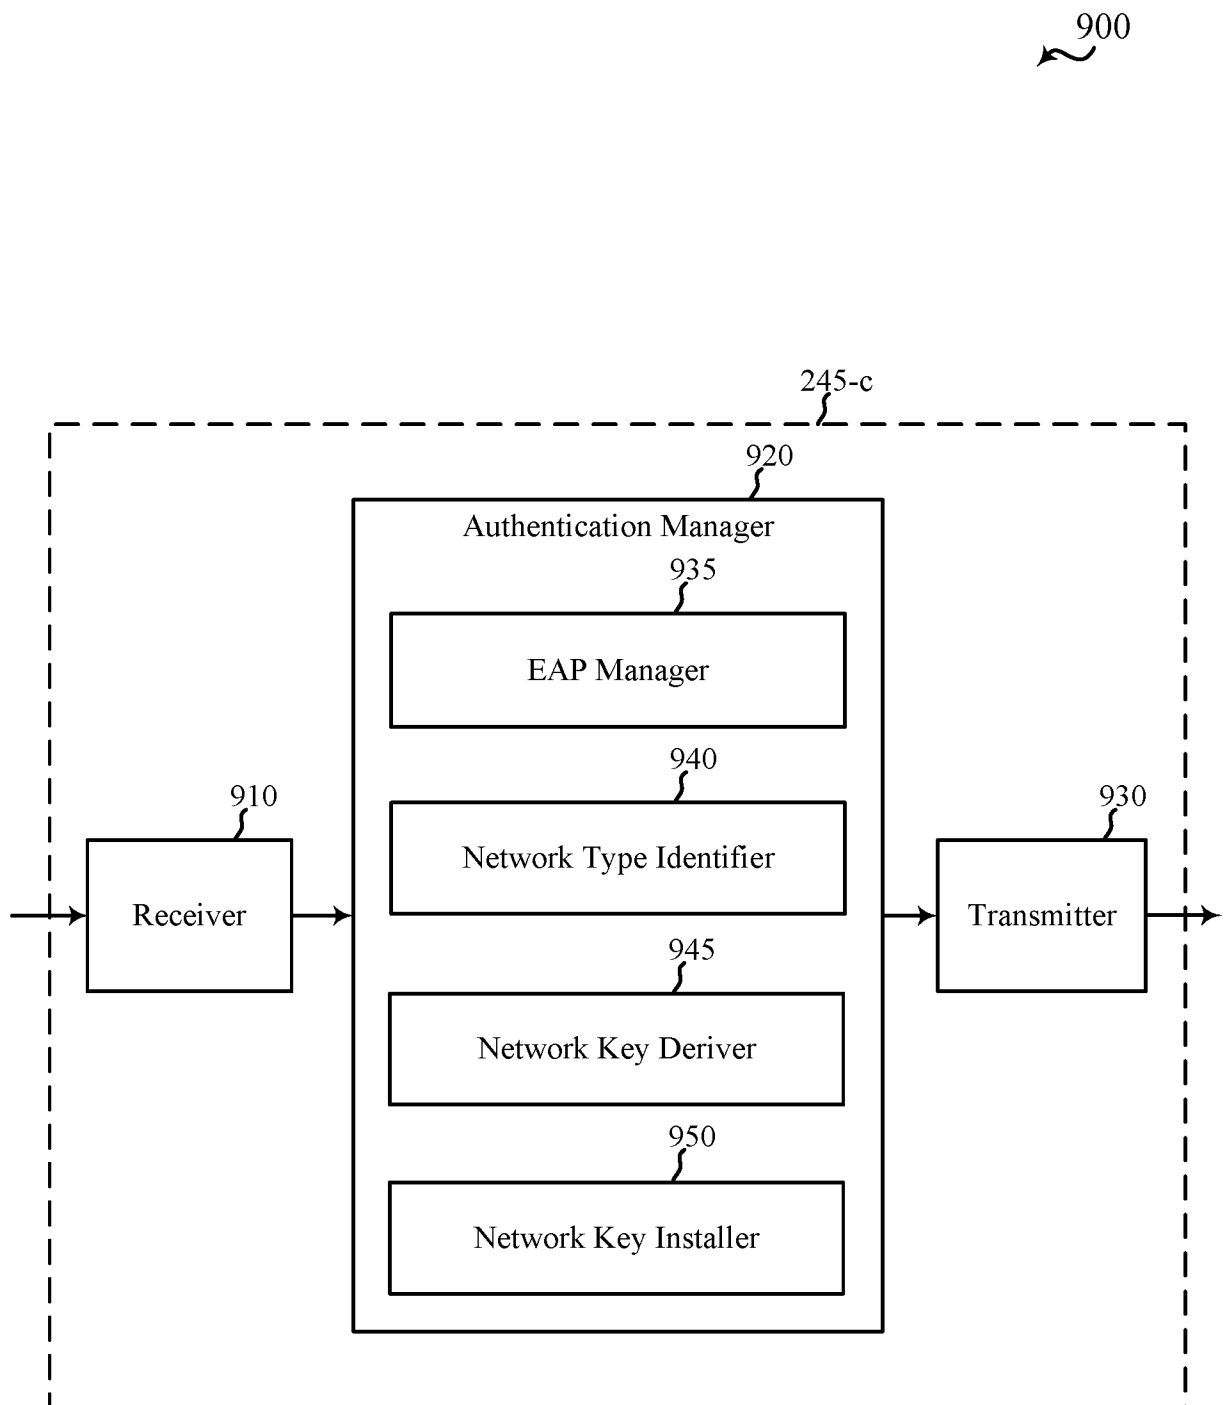 900
245-c
920
Authentication Manager
935
EAP Manager
940
Network Type Identifier
910
Receiver
930
Transmitter
945
Network Key Deriver
950
Network Key Installer